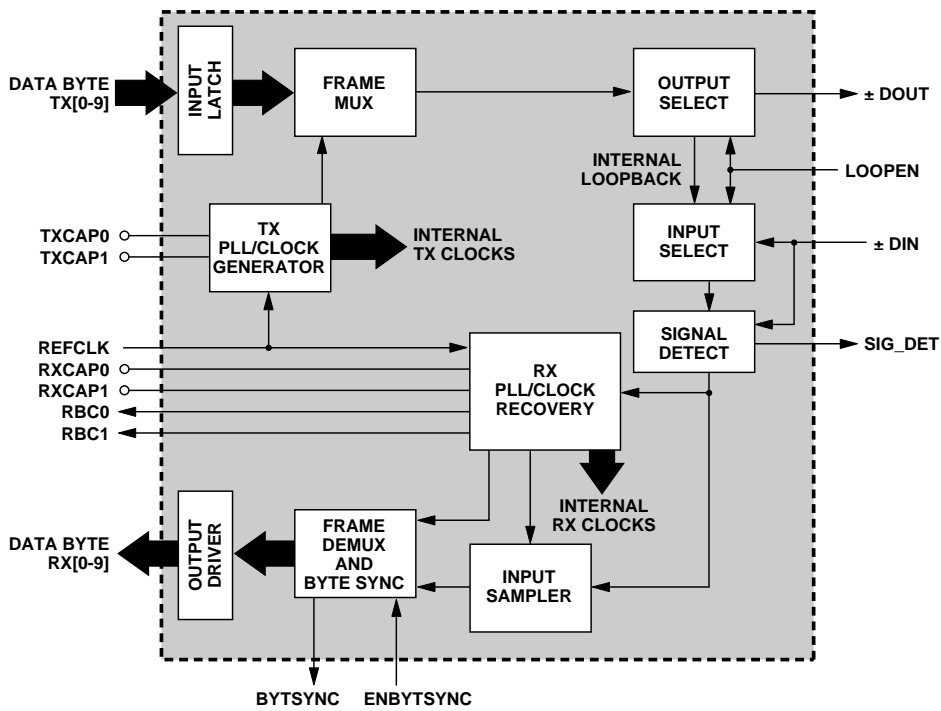 DATA BYTE
TX[0-9]
INPUT
LATCH
FRAME
MUX
OUTPUT
SELECT
± DOUT
INTERNAL
LOOPBACK
LOOPEN
TXCAP0
TXCAP1
TX
PLL/CLOCK
GENERATOR
INTERNAL
TX CLOCKS
INPUT
SELECT
± DIN
REFCLK
RXCAP0
RXCAP1
RBC0
RBC1
RX
PLL/CLOCK
RECOVERY
SIGNAL
DETECT
SIG_DET
INTERNAL
RX CLOCKS
DATA BYTE
RX[0-9]
OUTPUT
DRIVER
FRAME
DEMUX
AND
BYTE SYNC
INPUT
SAMPLER
BYTSYNC
ENBYTSYNC